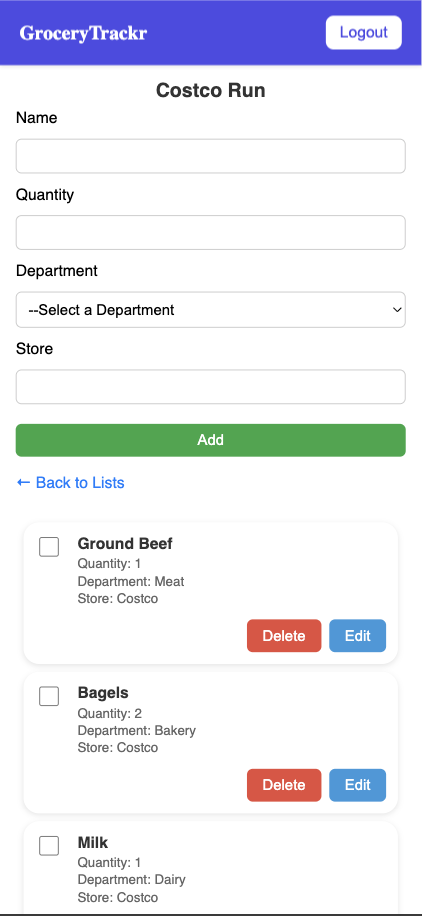 GroceryTrackr
Logout
Costco Run
Name
Quantity
Department
--Select a Department
Store
Add
← Back to Lists
Ground Beef
Quantity: 1
Department: Meat
Store: Costco
Delete
Edit
Bagels
Quantity: 2
Department: Bakery
Store: Costco
Delete
Edit
Milk
Quantity: 1
Department: Dairy
Store: Costco